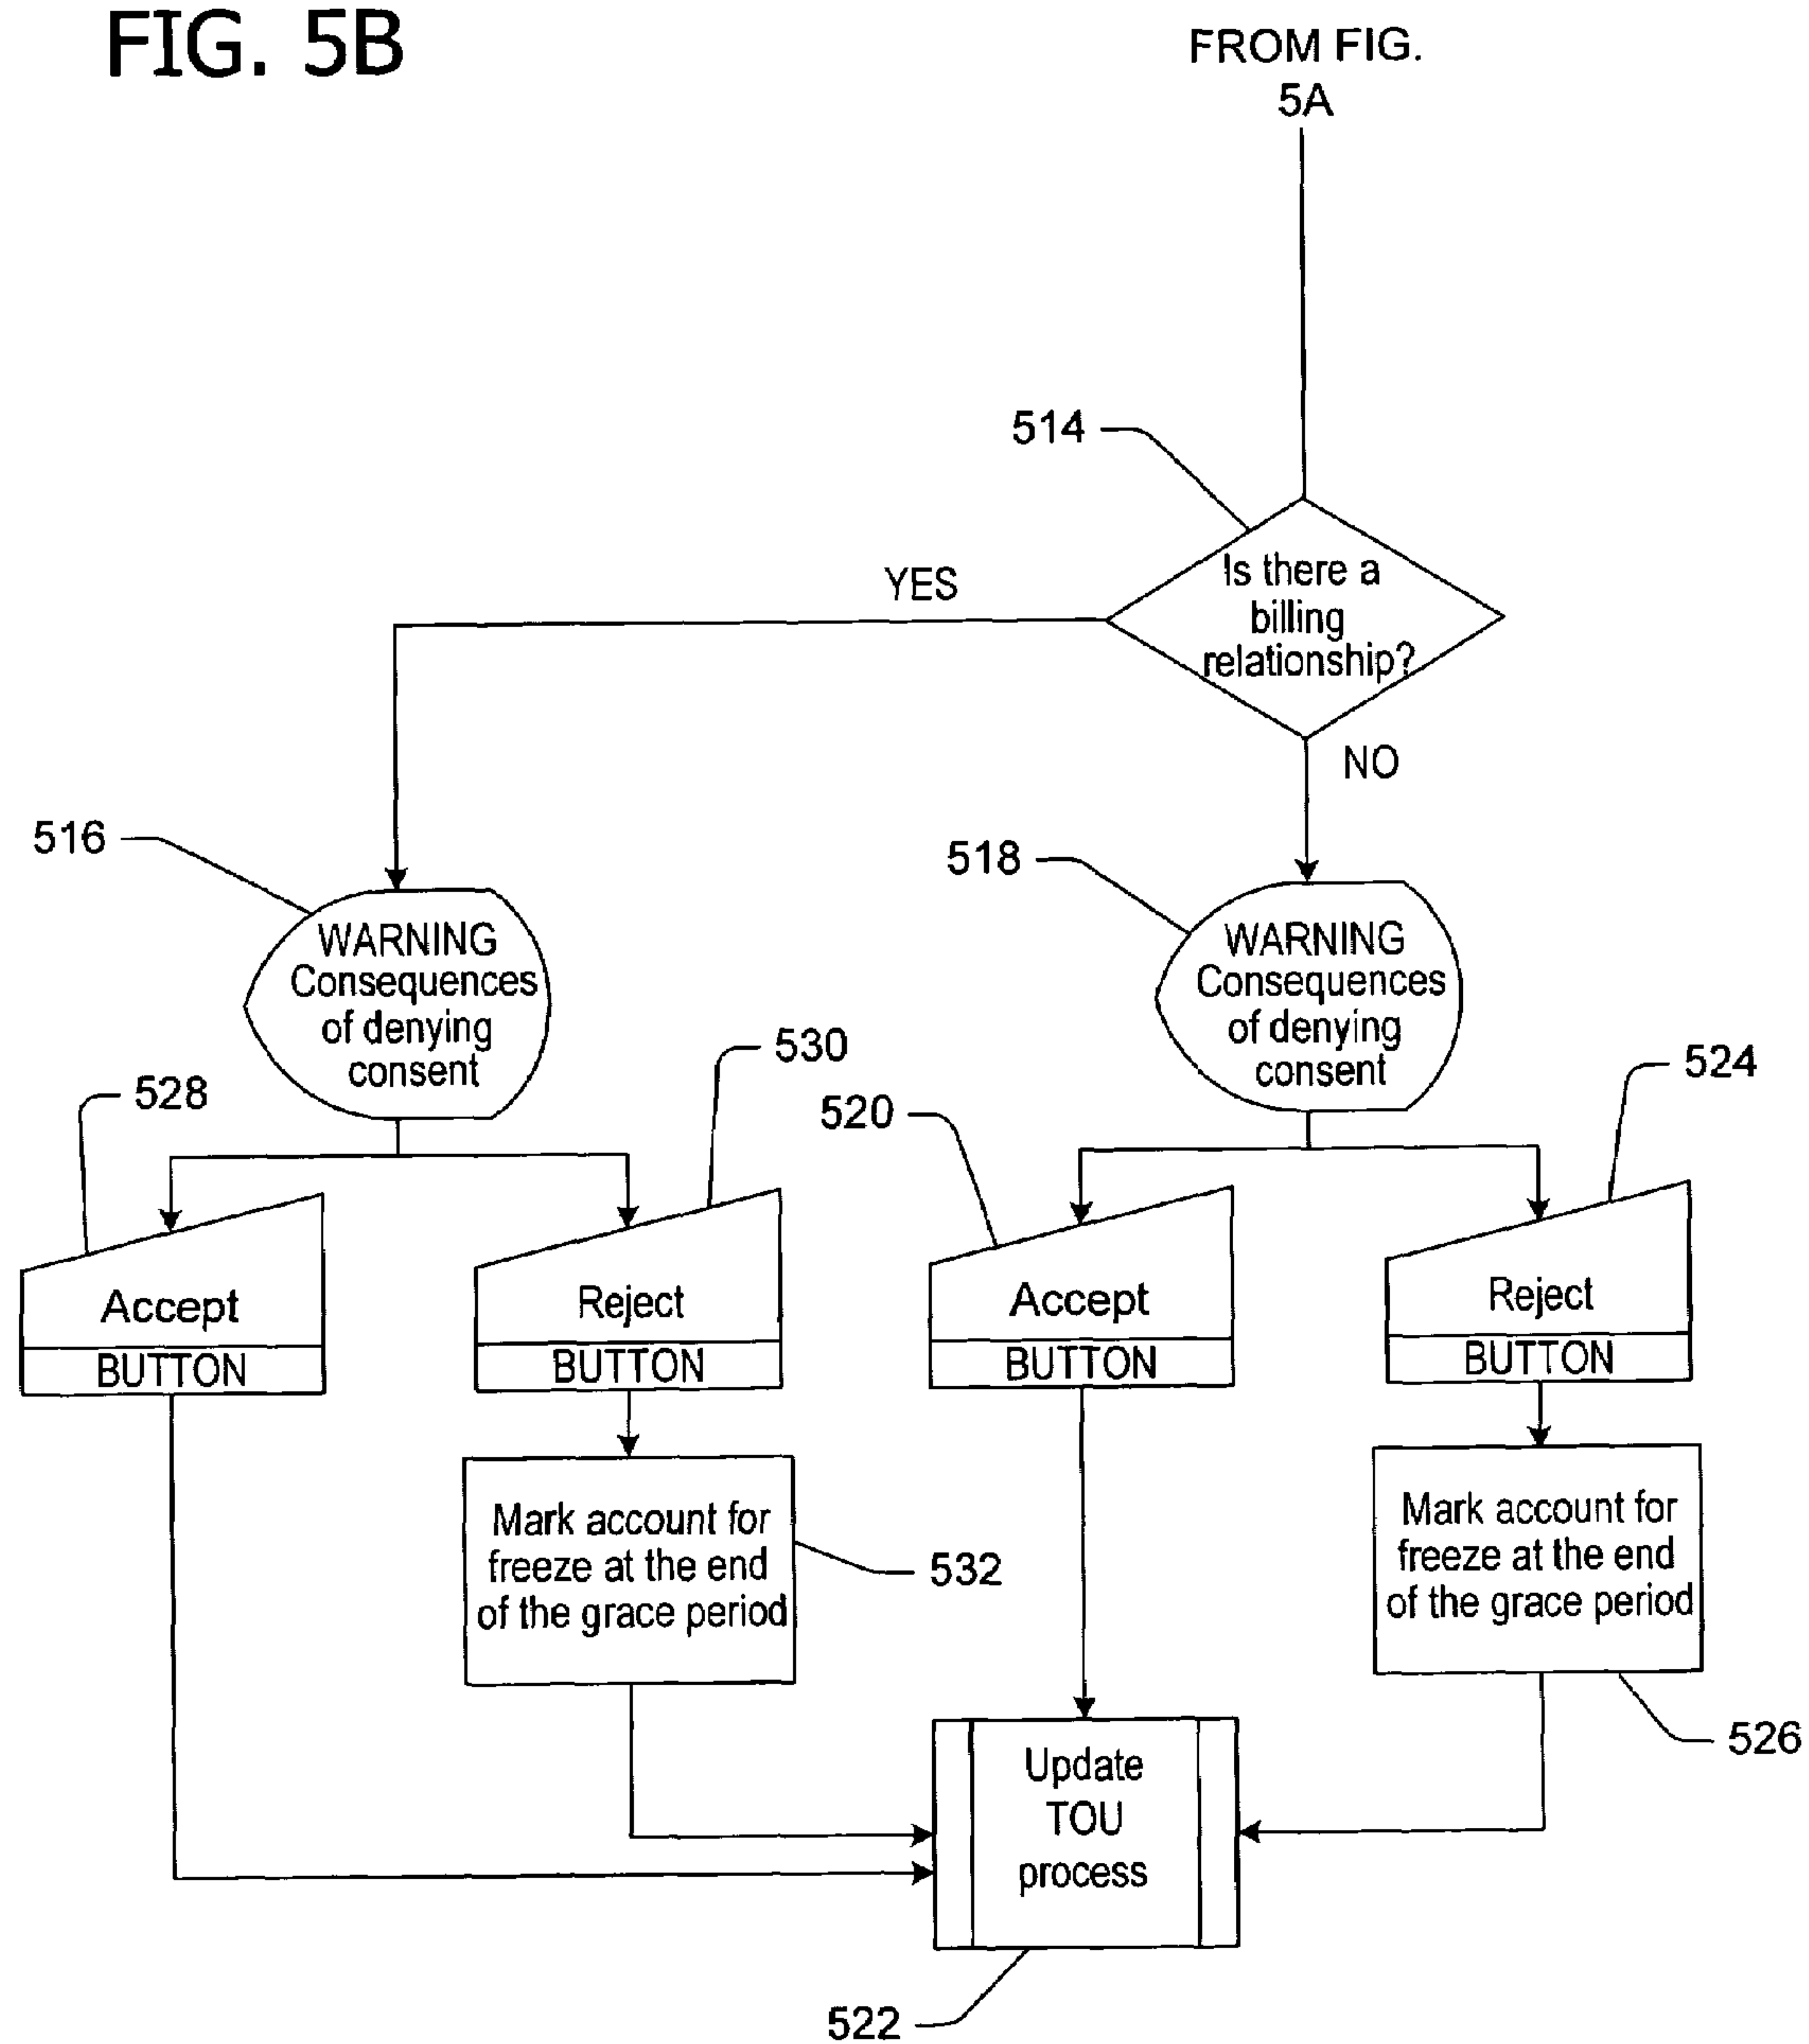 FIG. 5B
FROM FIG.
5A
514
Is there a
billing
relationship?
YES
NO
516
WARNING
Consequences
of denying
consent
518
WARNING
Consequences
of denying
consent
528
Accept
BUTTON
530
Reject
BUTTON
520
Accept
BUTTON
524
Reject
BUTTON
Mark account for
freeze at the end
of the grace period
532
Mark account for
freeze at the end
of the grace period
526
Update
TOU
process
522